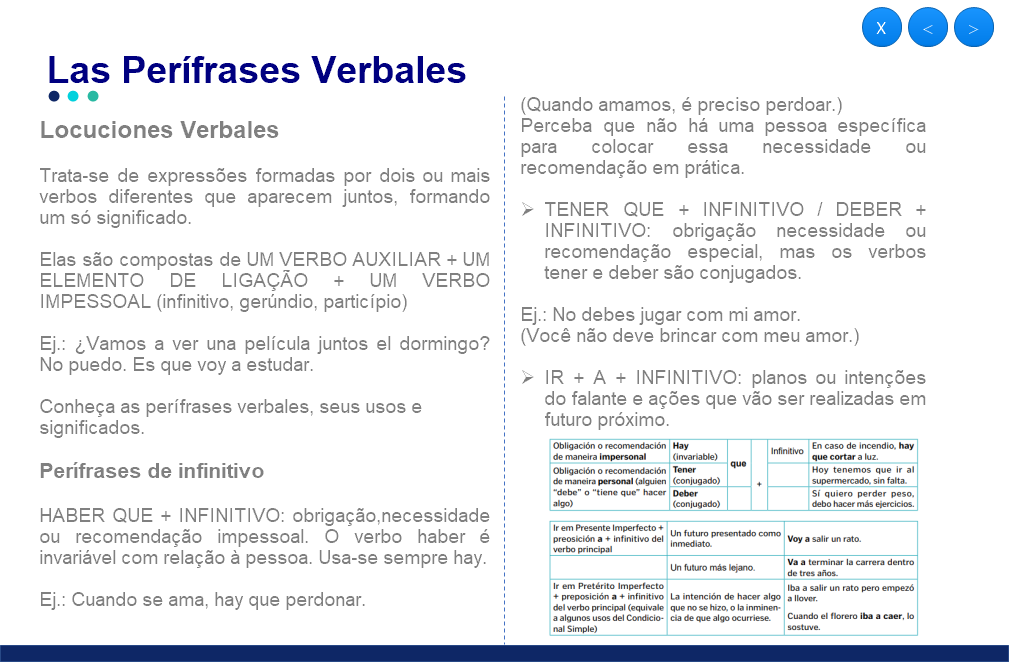 X < >
Las Perífrases Verbales
Locuciones Verbales
Trata-se de expressões formadas por dois ou mais
verbos diferentes que aparecem juntos, formando
um só significado.
Elas são compostas de UM VERBO AUXILIAR + UM
ELEMENTO DE LIGAÇÃO + UM VERBO
IMPESSOAL (infinitivo, gerúndio, particípio)
Ej.: ¿Vamos a ver una película juntos el dormingo?
No puedo. Es que voy a estudar.
Conheça as perífrases verbales, seus usos e
significados.
Perífrases de infinitivo
HABER QUE + INFINITIVO: obrigação,necessidade
ou recomendação impessoal. O verbo haber é
invariável com relação à pessoa. Usa-se sempre hay.
Ej.: Cuando se ama, hay que perdonar.
(Quando amamos, é preciso perdoar.)
Perceba que não há uma pessoa específica
para colocar essa necessidade ou
recomendação em prática.
➢ TENER QUE + INFINITIVO / DEBER +
INFINITIVO: obrigação necessidade ou
recomendação especial, mas os verbos
tener e deber são conjugados.
Ej.: No debes jugar com mi amor.
(Você não deve brincar com meu amor.)
➢ IR + A + INFINITIVO: planos ou intenções
do falante e ações que vão ser realizadas em
futuro próximo.
Obligación o recomendación
de maneira impersonal
Hay
(invariable)
que
+
Infinitivo
En caso de incendio, hay
que cortar a luz.
Obligación o recomendación
de maneira personal (alguien
"debe" o "tiene que" hacer
algo)
Tener
(conjugado)
Hoy tenemos que ir al
supermercado, sin falta.
Deber
(conjugado)
Sí quiero perder peso,
debo hacer más ejercicios.
Ir em Presente Imperfecto +
preosición a + infinitivo del
verbo principal
Un futuro presentado como
inmediato.
Voy a salir un rato.
Un futuro más lejano.
Va a terminar la carrera dentro
de tres años.
Ir em Pretérito Imperfecto
+ preposición a + infinitivo
del verbo principal (equivale
a algunos usos del Condicio-
nal Simple)
La intención de hacer algo
que no se hizo, o la inminen-
cia de que algo ocurriese.
Iba a salir un rato pero empezó
a llover.
Cuando el florero iba a caer, lo
sostuve.